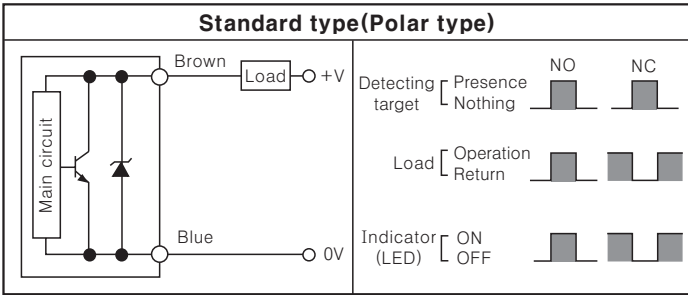 Standard type(Polar type)
Main circuit
Brown
Load
+V
Blue
0V
NO
NC
Detecting target
Presence
Nothing
Load
Operation
Return
Indicator (LED)
ON
OFF